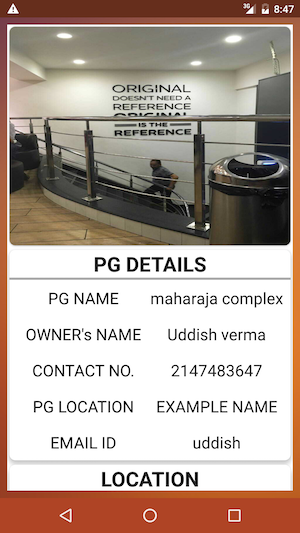 3G 8:47
ORIGINAL
DOESN'T NEED A
REFERENCE
ORIGINAL
IS THE
REFERENCE
PG DETAILS
PG NAME maharaja complex
OWNER's NAME Uddish verma
CONTACT NO. 2147483647
PG LOCATION EXAMPLE NAME
EMAIL ID uddish
LOCATION